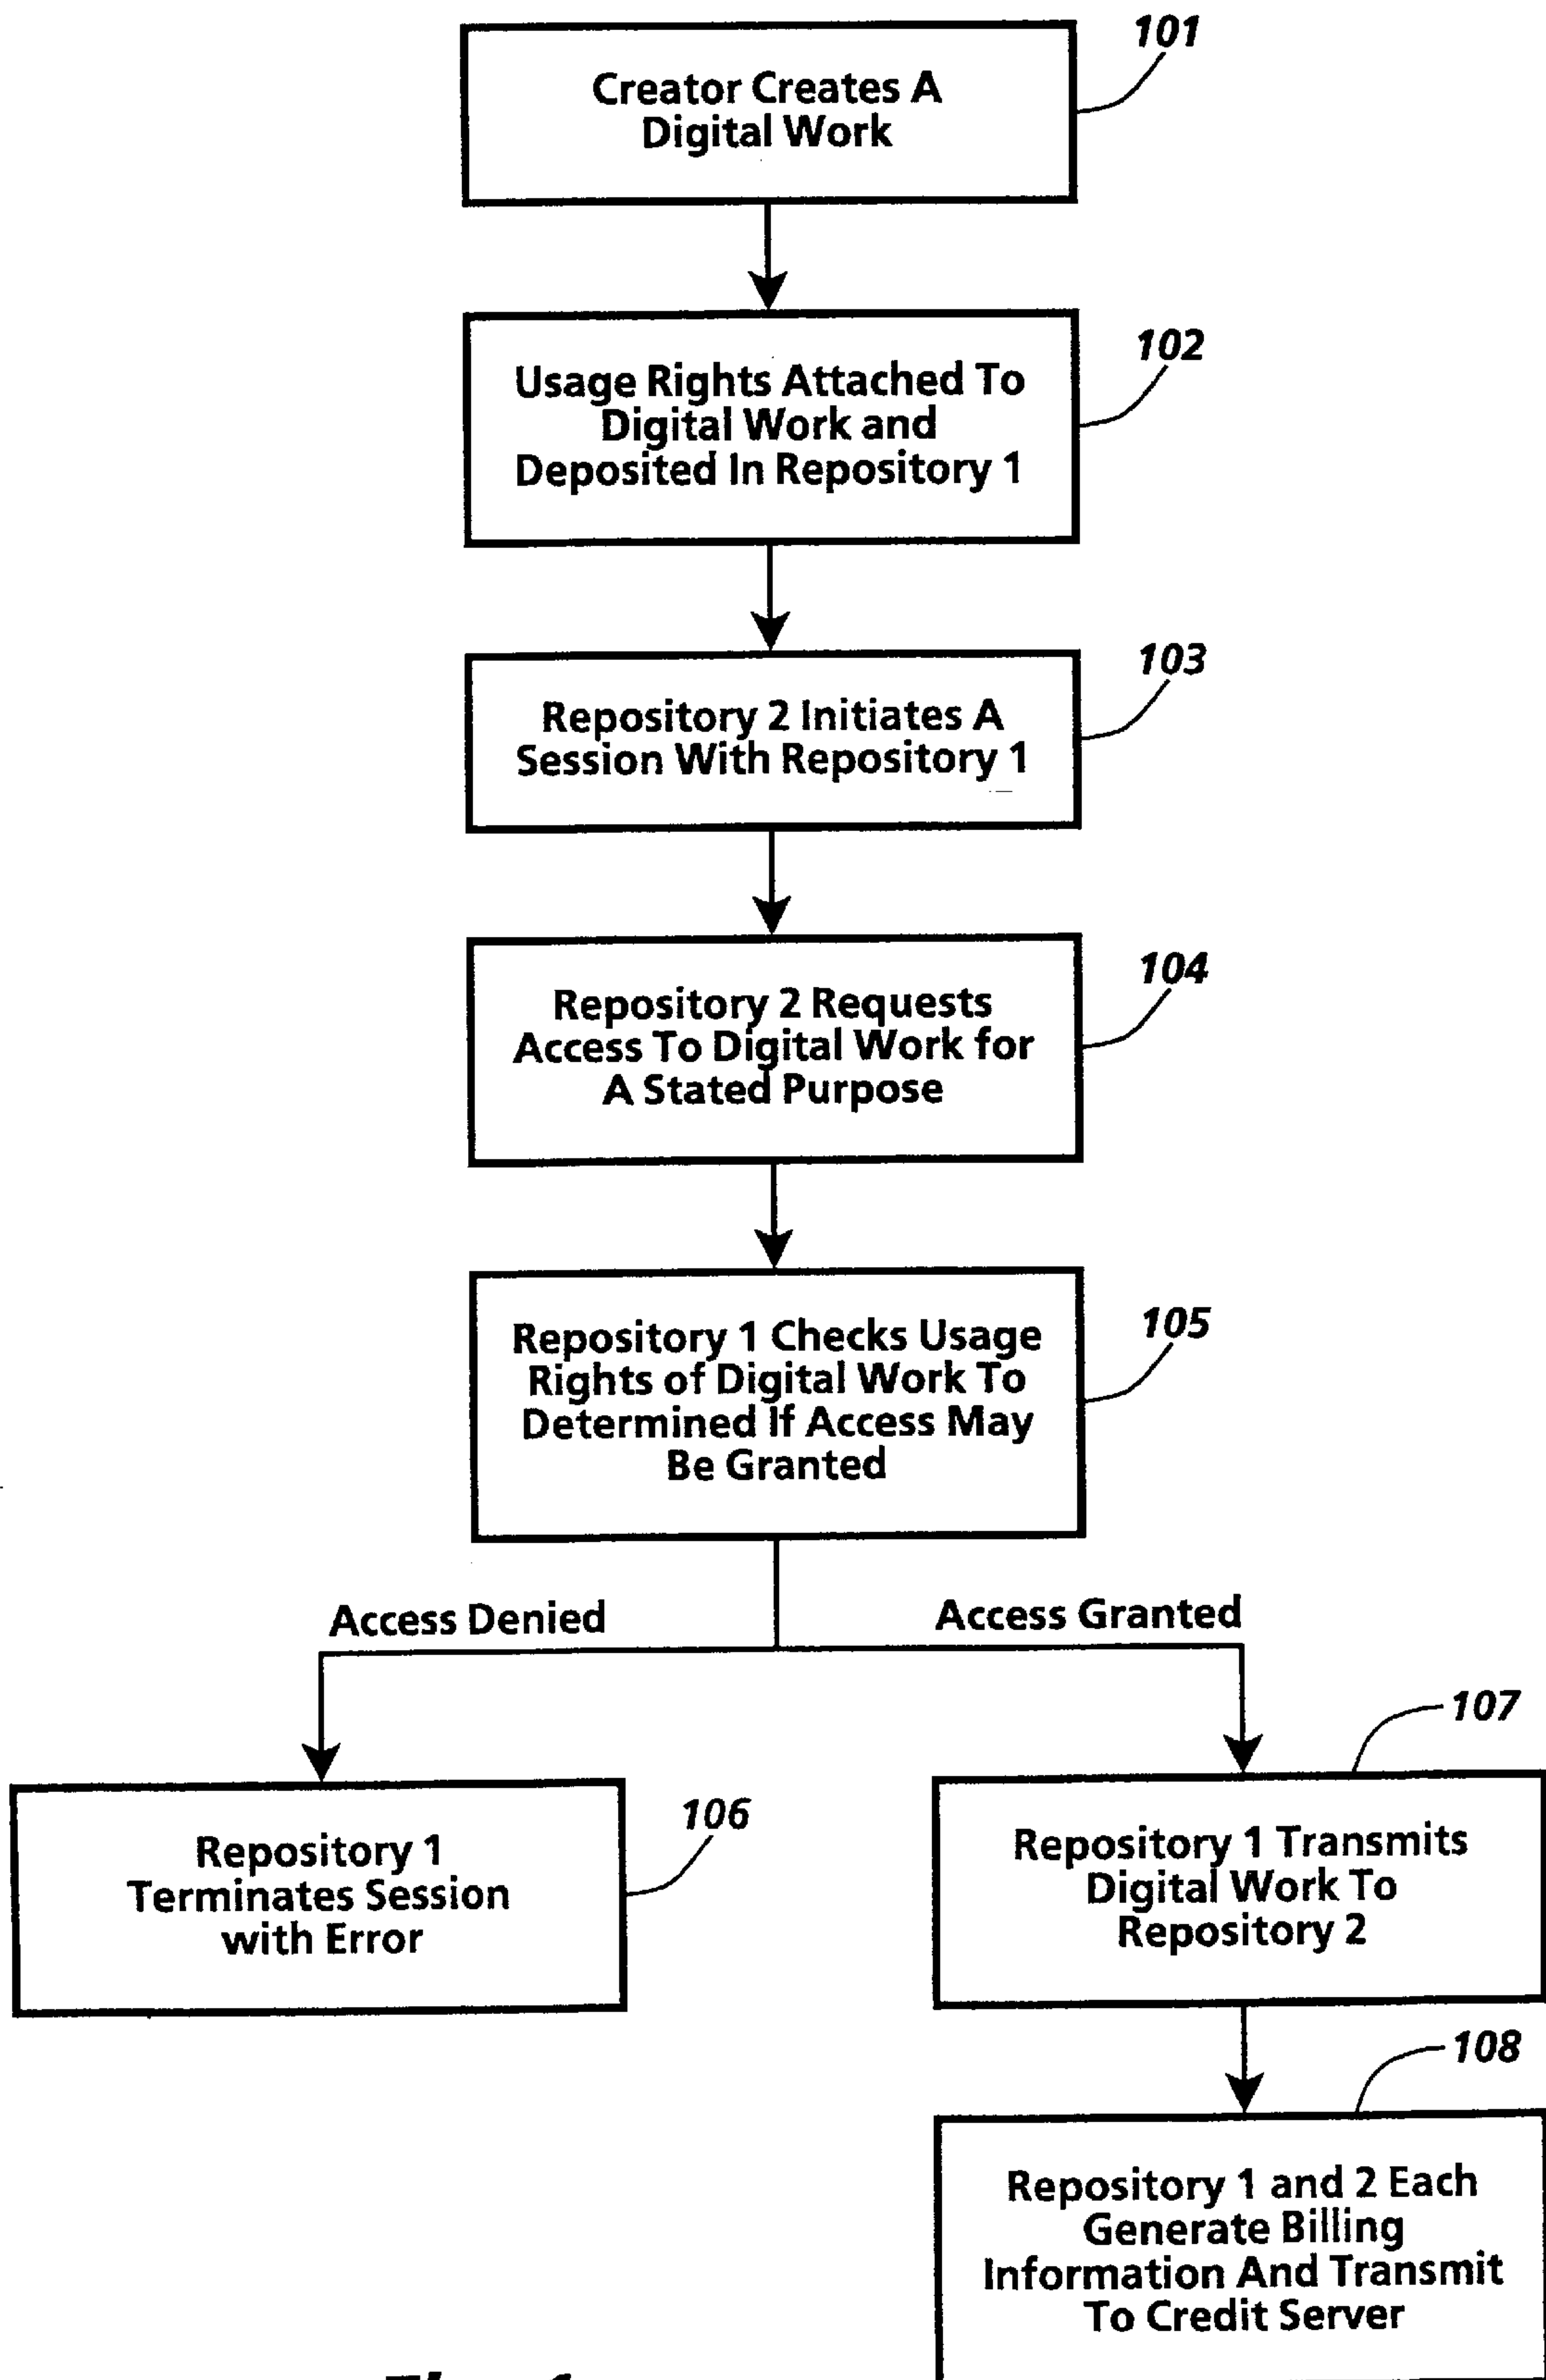 101
Creator Creates A
Digital Work
102
Usage Rights Attached To
Digital Work and
Deposited In Repository 1
103
Repository 2 Initiates A
Session With Repository 1
104
Repository 2 Requests
Access To Digital Work for
A Stated Purpose
105
Repository 1 Checks Usage
Rights of Digital Work To
Determined If Access May
Be Granted
Access Denied
Access Granted
106
Repository 1
Terminates Session
with Error
107
Repository 1 Transmits
Digital Work To
Repository 2
108
Repository 1 and 2 Each
Generate Billing
Information And Transmit
To Credit Server